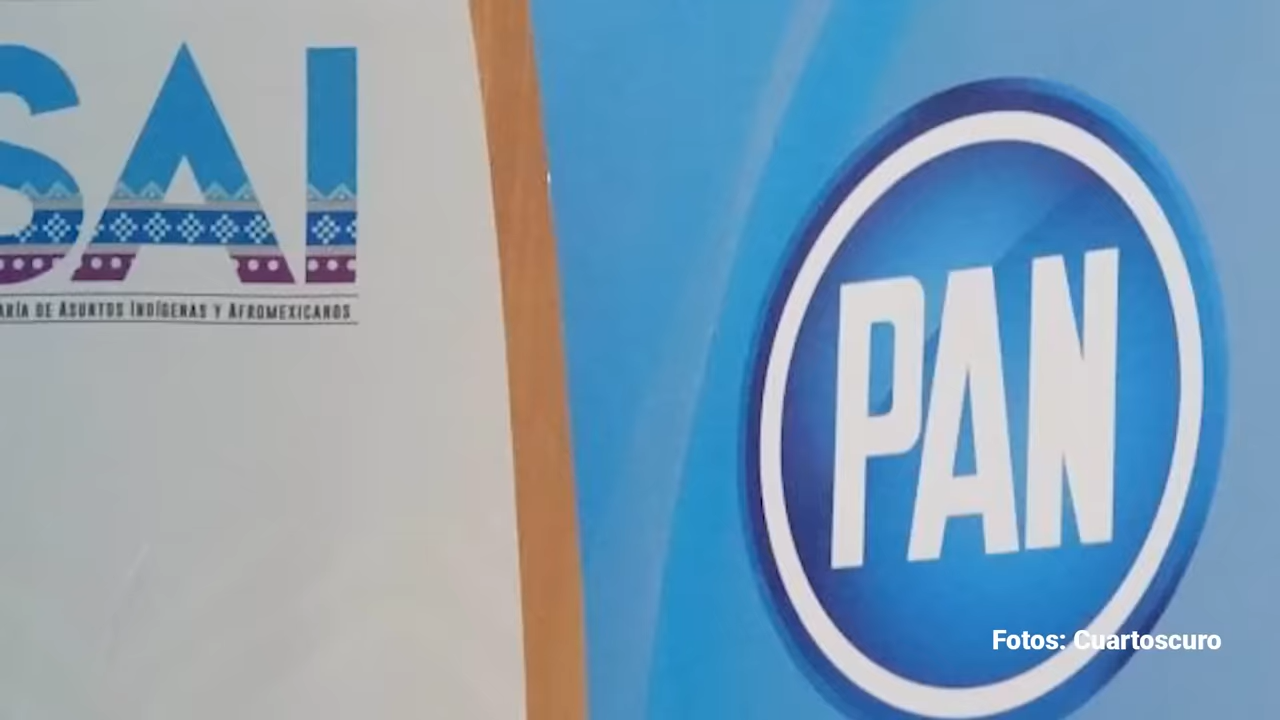 SAI
ARÍA DE ASUNTOS INDÍGENAS Y AFROMEXICANOS
PAN
Fotos: Cuartoscuro